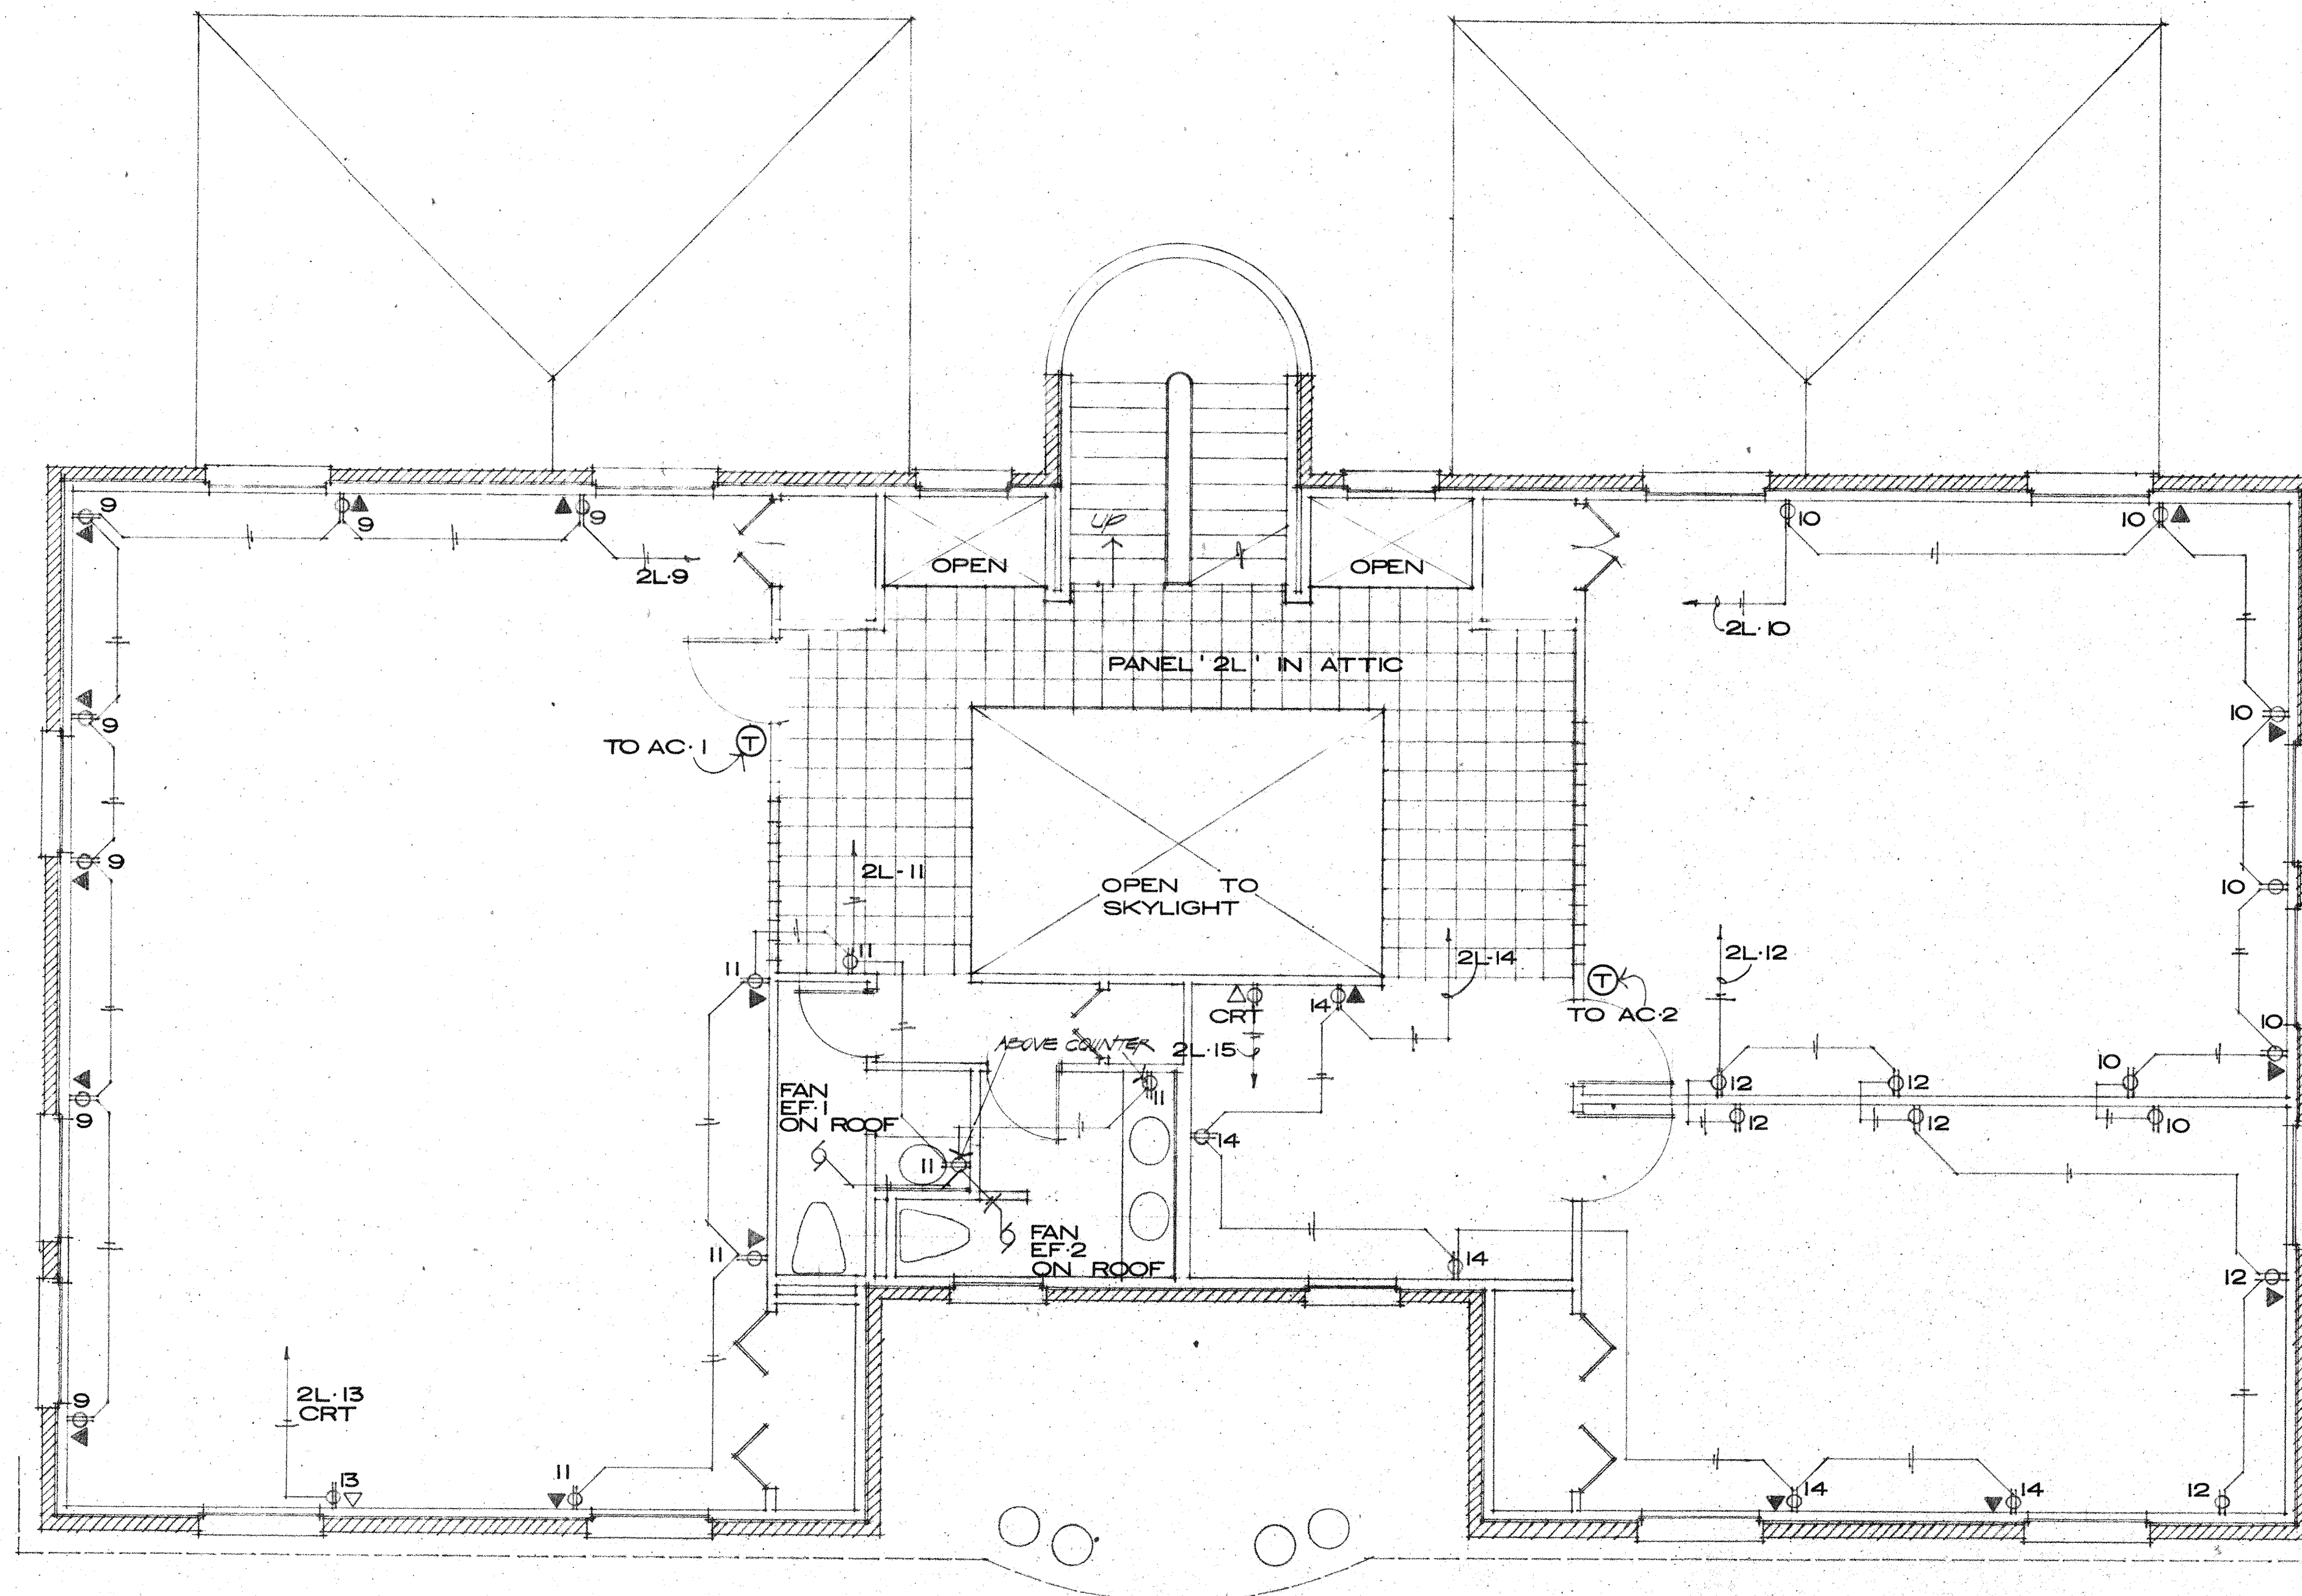 9
9
9
2L·9
UP
OPEN
OPEN
10
10
2L·10
PANEL '2L' IN ATTIC
9
TO AC·1
T
10
9
2L-11
OPEN TO
SKYLIGHT
10
11
11
2L-14
2L·12
T
TO AC·2
CRT
14
10
ABOVE COUNTER
2L·15
12
12
10
9
FAN
EF·1
ON ROOF
11
12
12
10
14
11
11
FAN
EF·2
ON ROOF
14
12
9
2L·13
CRT
13
11
14
14
12